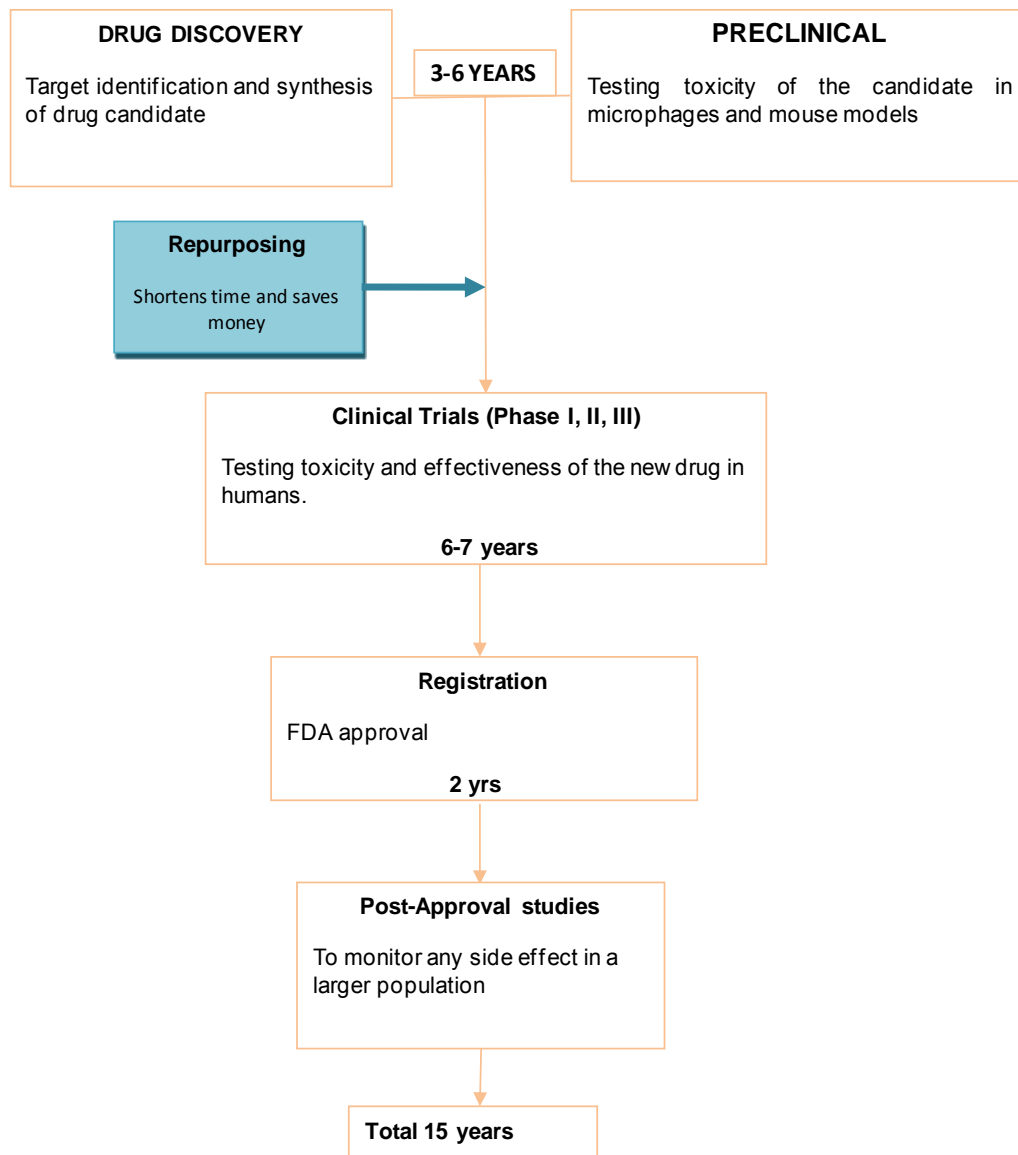 DRUG DISCOVERY
Target identification and synthesis
of drug candidate
3-6 YEARS
PRECLINICAL
Testing toxicity of the candidate in
microphages and mouse models
Repurposing
Shortens time and saves
money
Clinical Trials (Phase I, II, III)
Testing toxicity and effectiveness of the new drug in
humans.
6-7 years
Registration
FDA approval
2 yrs
Post-Approval studies
To monitor any side effect in a
larger population
Total 15 years